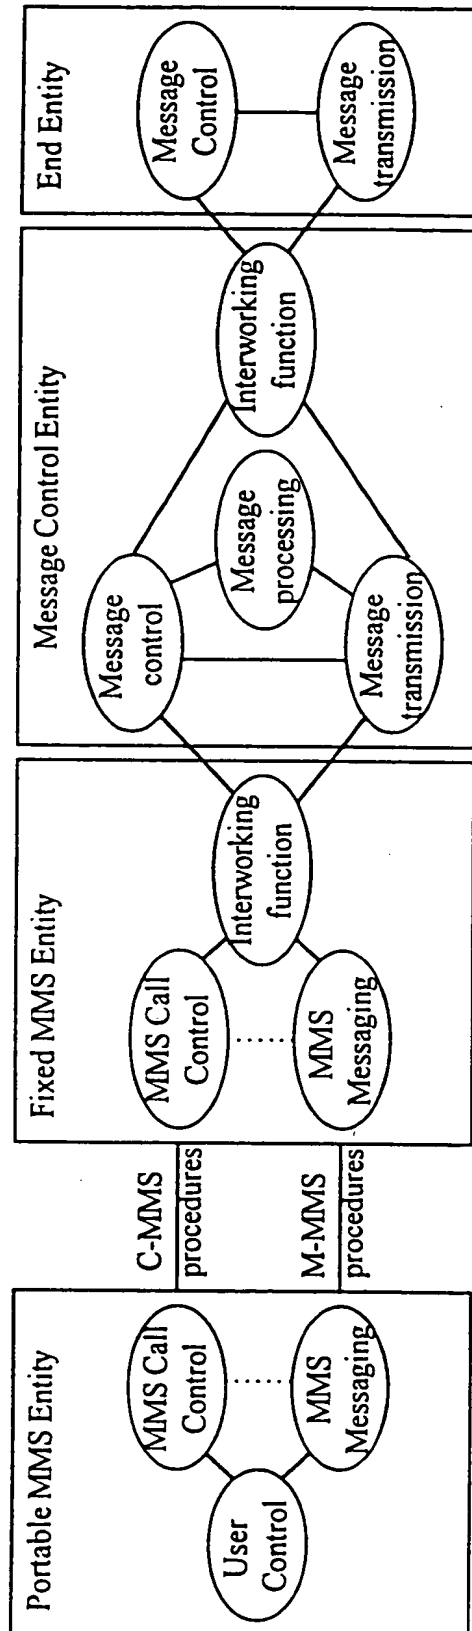 Portable MMS Entity
User
Control
MMS Call
Control
MMS
Messaging
C-MMS
procedures
M-MMS
procedures
Fixed MMS Entity
MMS Call
Control
MMS
Messaging
Interworking
function
Message Control Entity
Message
control
Message
processing
Message
transmission
Interworking
function
End Entity
Message
Control
Message
transmission